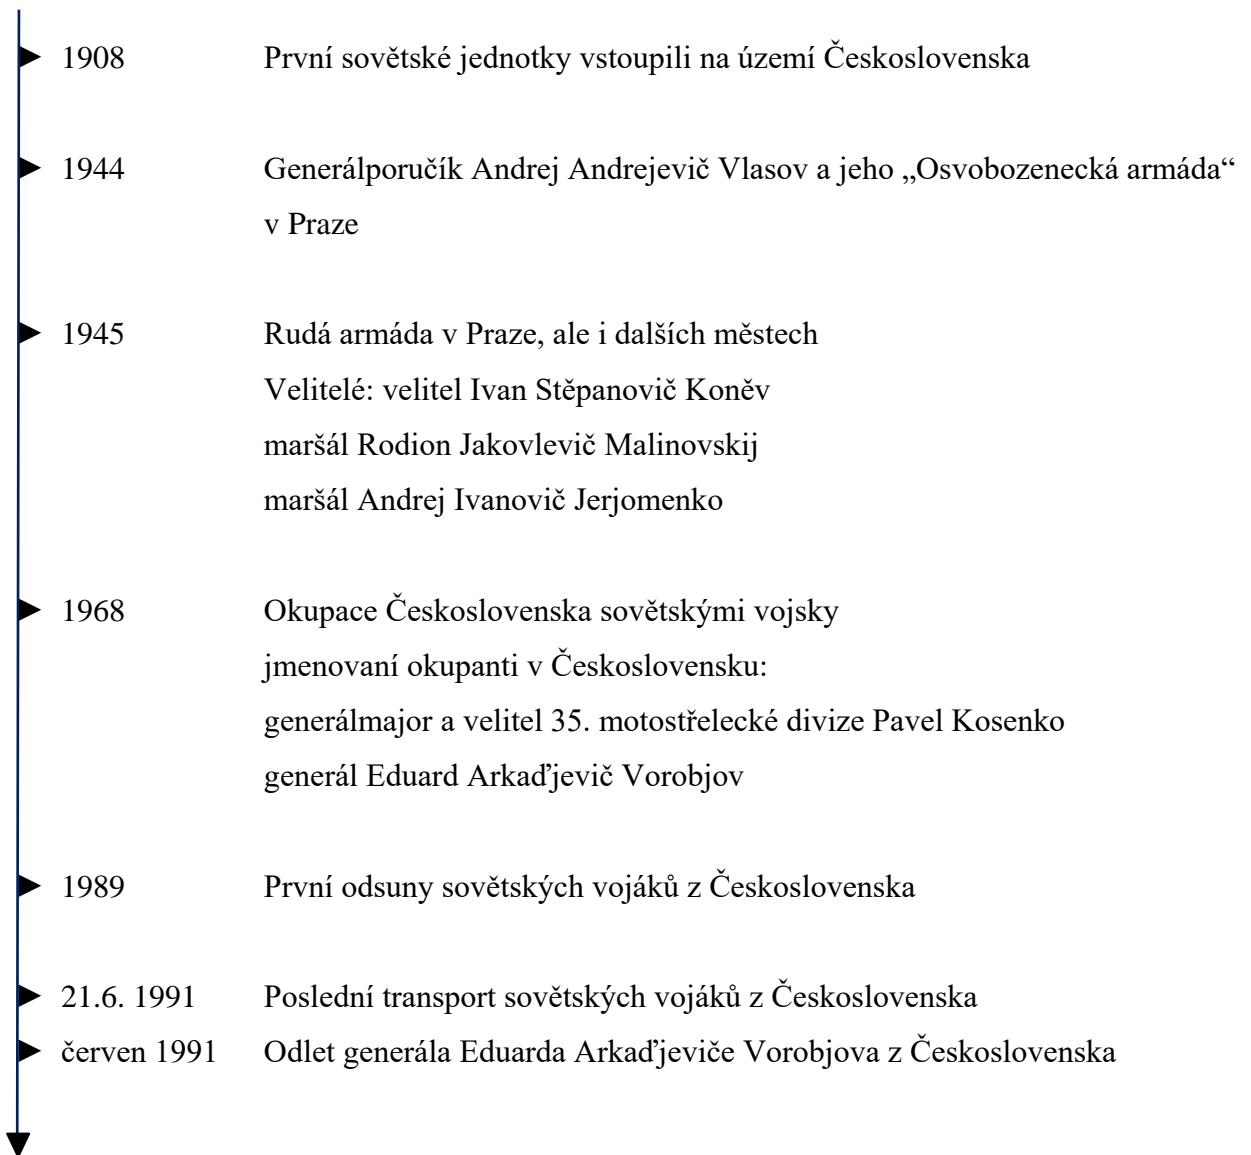 1908 První sovětské jednotky vstoupili na území Československa
1944 Generálporučík Andrej Andrejevič Vlasov a jeho „Osvobozenecká armáda“
v Praze
1945 Rudá armáda v Praze, ale i dalších městech
Velitelé: velitel Ivan Stěpanovič Koněv
maršál Rodion Jakovlevič Malinovskij
maršál Andrej Ivanovič Jerjomenko
1968 Okupace Československa sovětskými vojsky
jmenovaní okupanti v Československu:
generálmajor a velitel 35. motostřelecké divize Pavel Kosenko
generál Eduard Arkaďjevič Vorobjov
1989 První odsuny sovětských vojáků z Československa
21.6. 1991 Poslední transport sovětských vojáků z Československa
červen 1991 Odlet generála Eduarda Arkaďjeviče Vorobjova z Československa